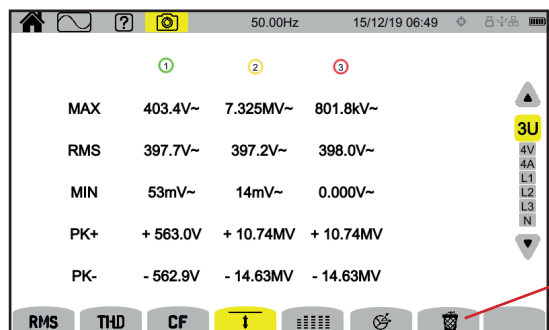 ? 50.00Hz 15/12/19 06:49
1 2 3
MAX 403.4V~ 7.325MV~ 801.8kV~
RMS 397.7V~ 397.2V~ 398.0V~
MIN 53mV~ 14mV~ 0.000V~
PK+ + 563.0V + 10.74MV + 10.74MV
PK- - 562.9V - 14.63MV - 14.63MV
3U
4V
4A
L1
L2
L3
N
RMS THD CF